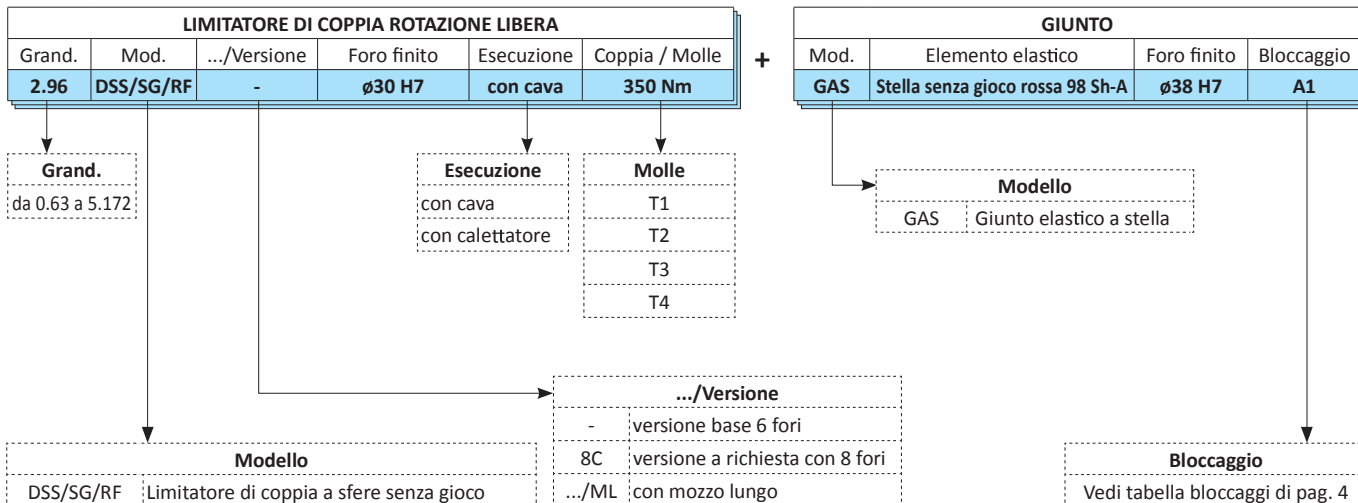 LIMITATORE DI COPPIA ROTAZIONE LIBERA
Grand. Mod. .../Versione Foro finito Esecuzione Coppia / Molle
2.96 DSS/SG/RF - ø30 H7 con cava 350 Nm
+
GIUNTO
Mod. Elemento elastico Foro finito Bloccaggio
GAS Stella senza gioco rossa 98 Sh-A ø38 H7 A1
Grand.
da 0.63 a 5.172
Esecuzione
con cava
con calettatore
Molle
T1
T2
T3
T4
Modello
GAS Giunto elastico a stella
.../Versione
- versione base 6 fori
8C versione a richiesta con 8 fori
.../ML con mozzo lungo
Modello
DSS/SG/RF Limitatore di coppia a sfere senza gioco
Bloccaggio
Vedi tabella bloccaggi di pag. 4